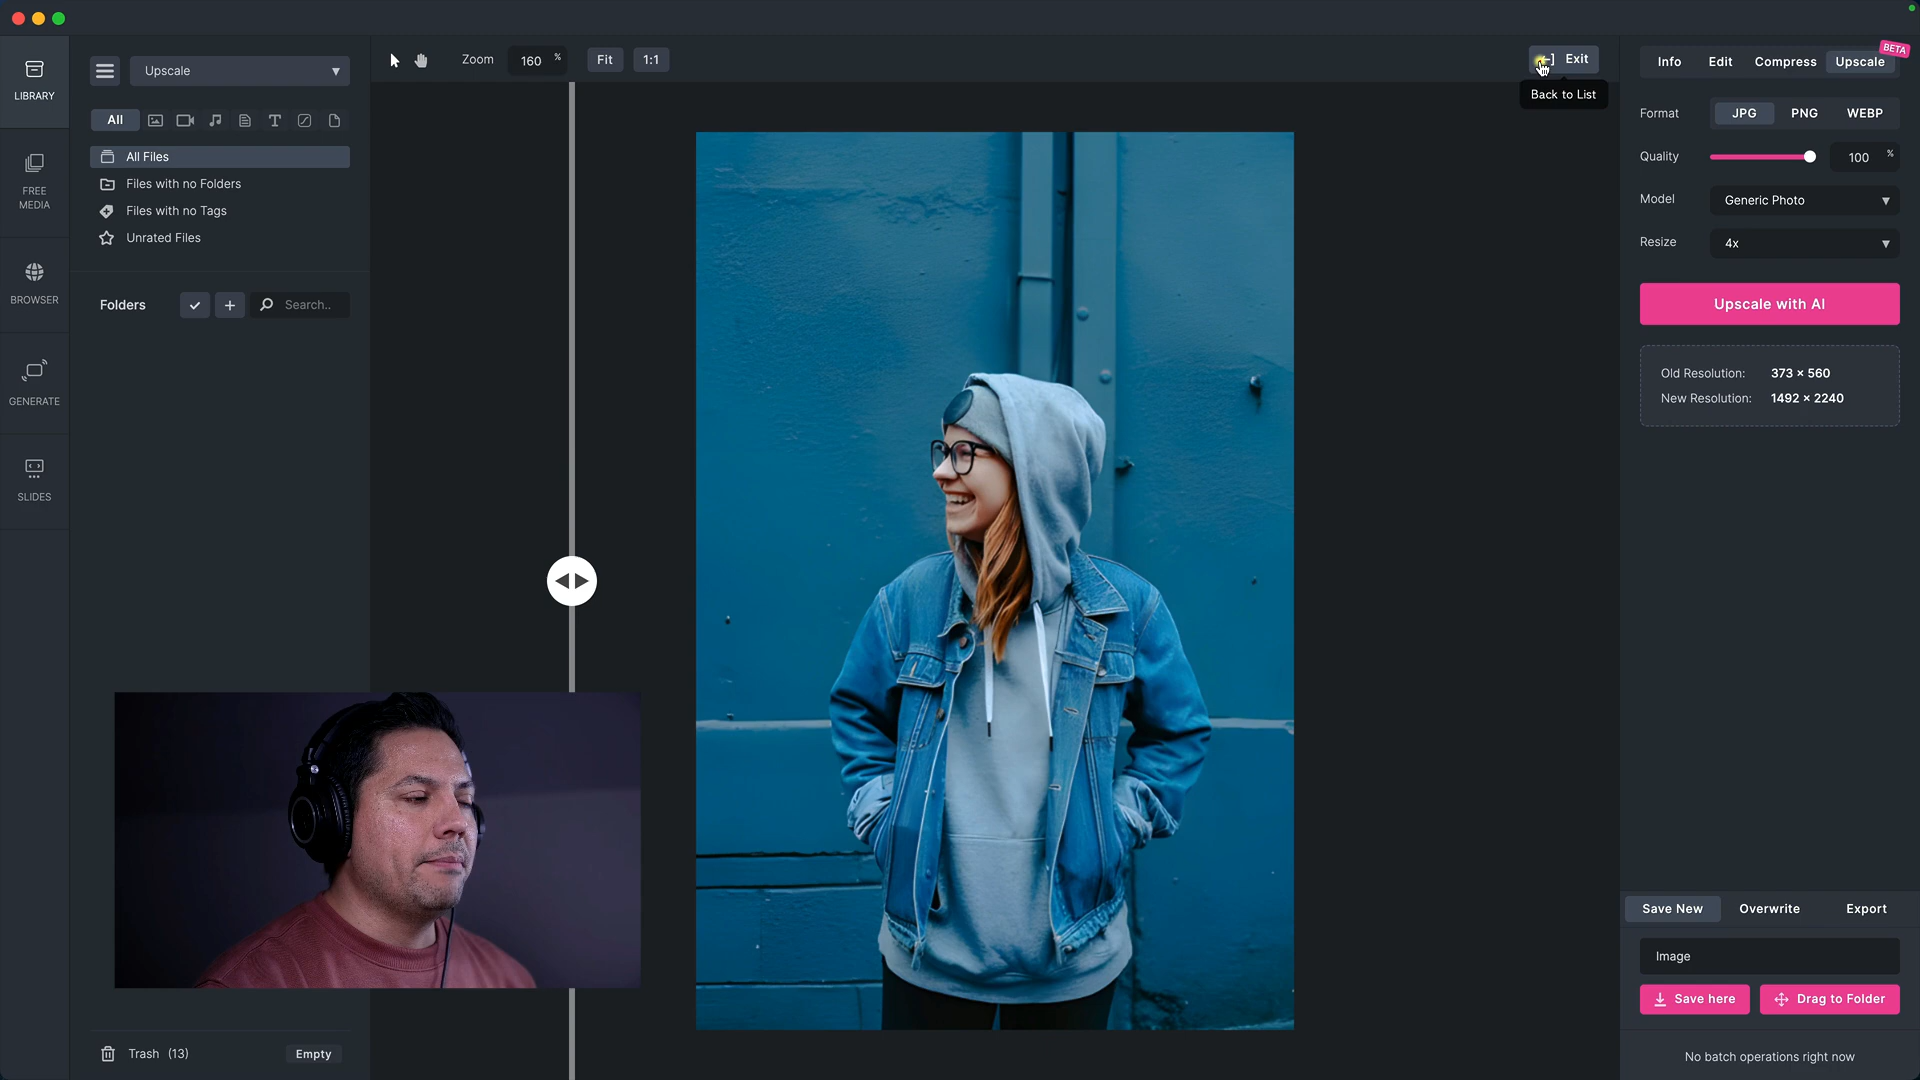 LIBRARY
FREE
MEDIA
BROWSER
GENERATE
SLIDES
Upscale
All
All Files
Files with no Folders
Files with no Tags
Unrated Files
Folders
Search..
Trash (13)
Empty
Zoom
160 %
Fit
1:1
Exit
Back to List
BETA
Info
Edit
Compress
Upscale
Format
JPG
PNG
WEBP
Quality
100 %
Model
Generic Photo
Resize
4x
Upscale with AI
Old Resolution: 373 × 560
New Resolution: 1492 × 2240
Save New
Overwrite
Export
Image
Save here
Drag to Folder
No batch operations right now